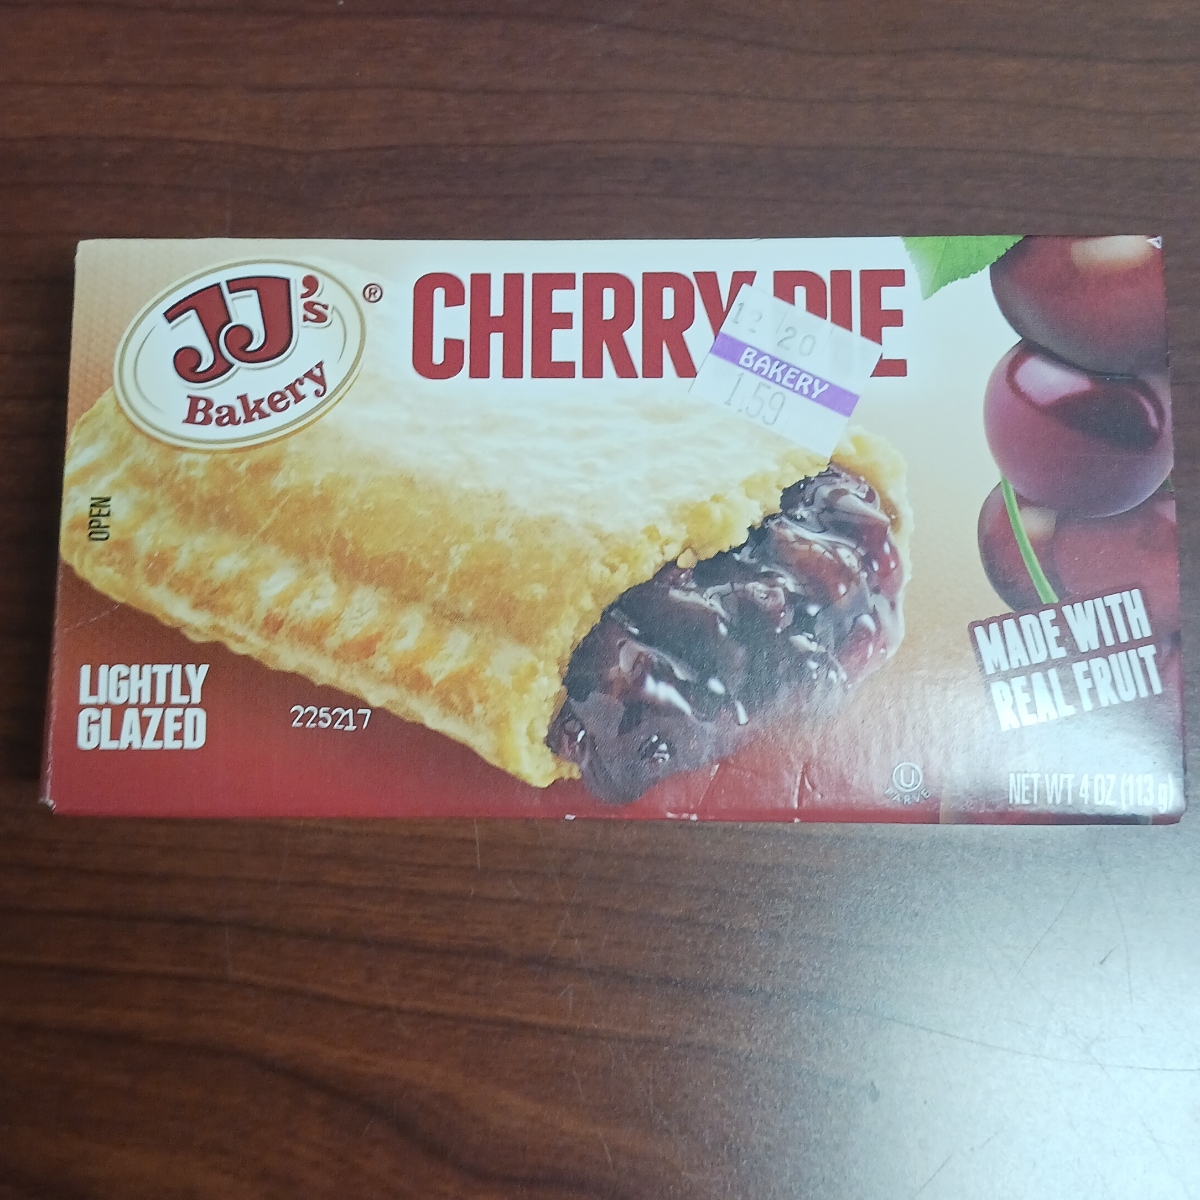 JJ's
Bakery
®
CHERRY PIE
12 20
BAKERY
1.59
OPEN
LIGHTLY
GLAZED
225217
MADE WITH
REAL FRUIT
U
PARVE
NET WT 4 OZ (113 g)